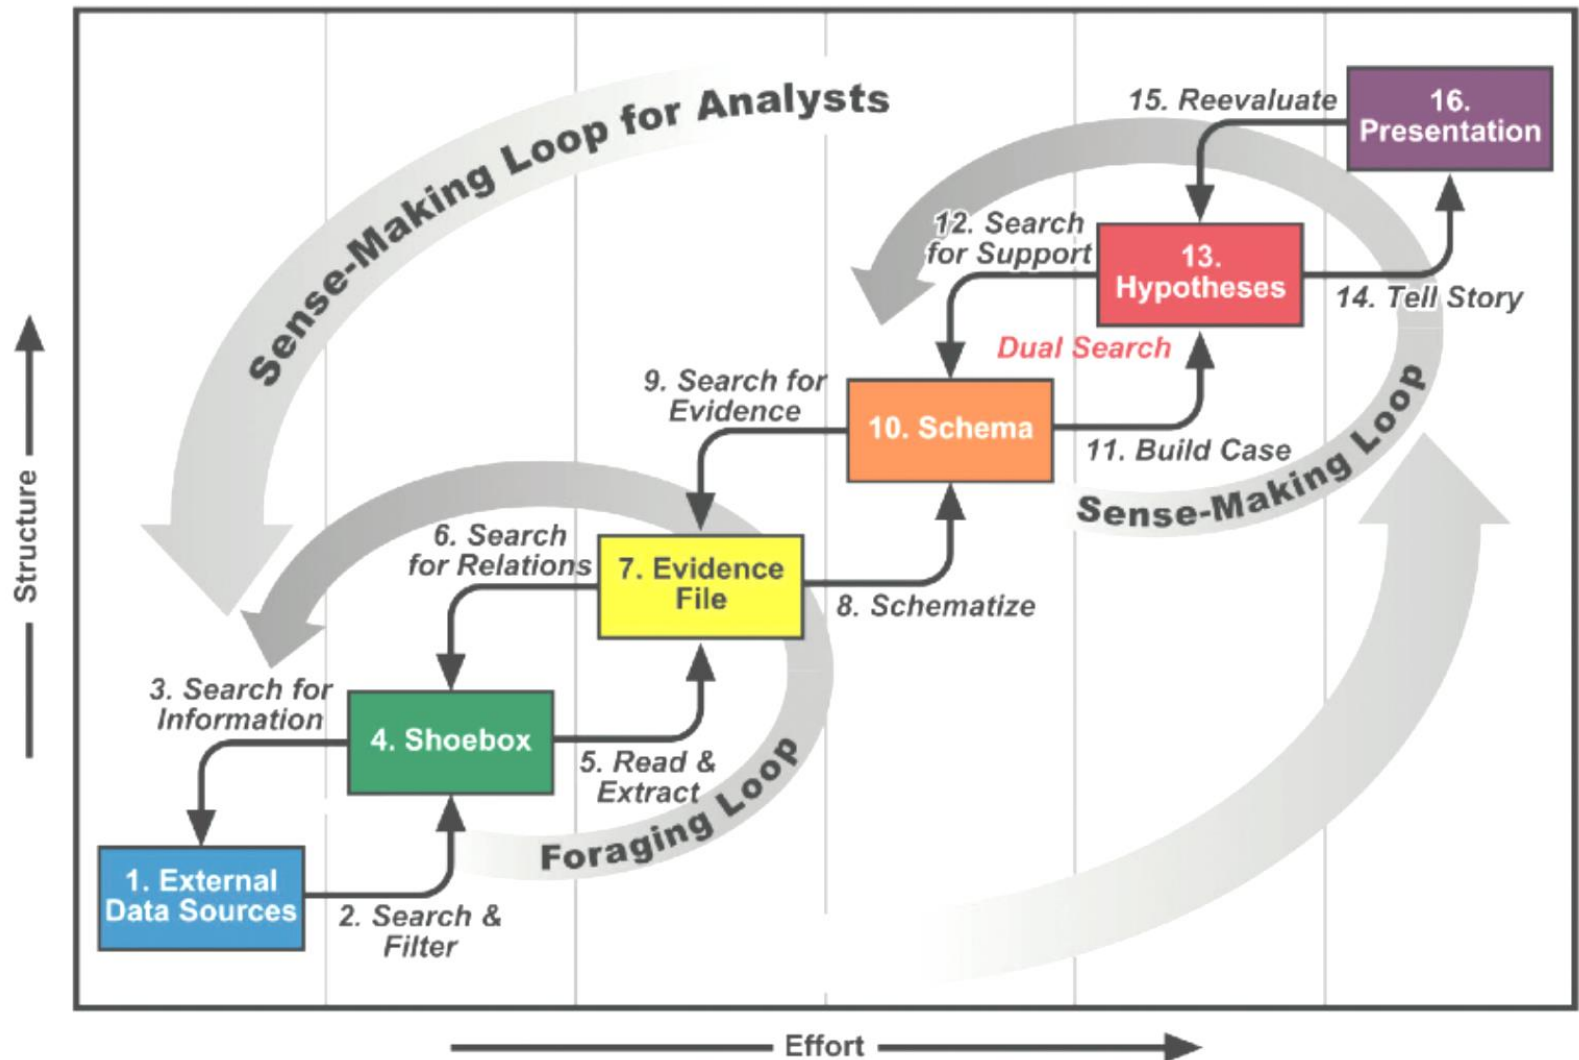 Sense-Making Loop for Analysts
15. Reevaluate
16.
Presentation
12. Search
for Support
13.
Hypotheses
14. Tell Story
Dual Search
9. Search for
Evidence
10. Schema
11. Build Case
Sense-Making Loop
6. Search
for Relations
7. Evidence
File
8. Schematize
3. Search for
Information
4. Shoebox
5. Read &
Extract
Foraging Loop
1. External
Data Sources
2. Search &
Filter
Structure
Effort